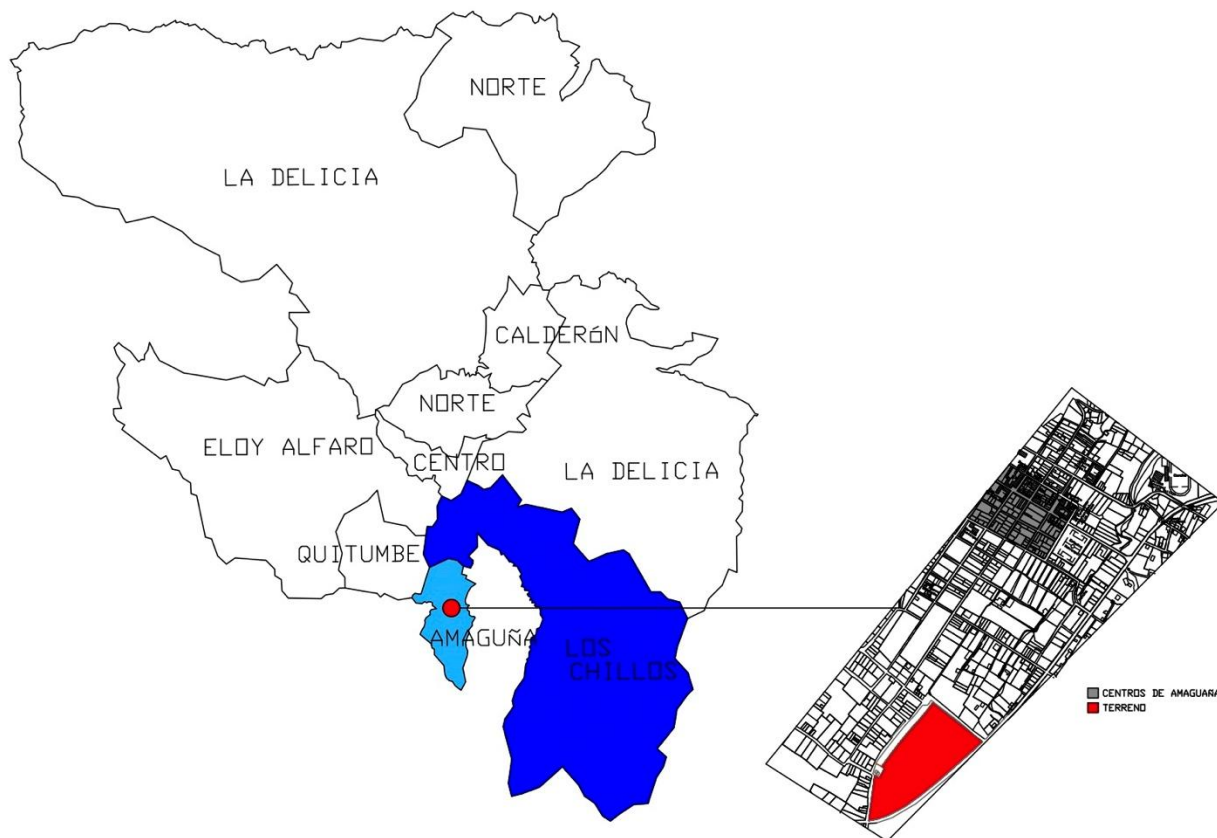 NORTE
LA DELICIA
CALDERóN
NORTE
ELOY ALFARO
CENTRO
LA DELICIA
QUITUMBE
AMAGUÑA
LOS
CHILLOS
CENTROS DE AMAGUAÑA
TERRENO